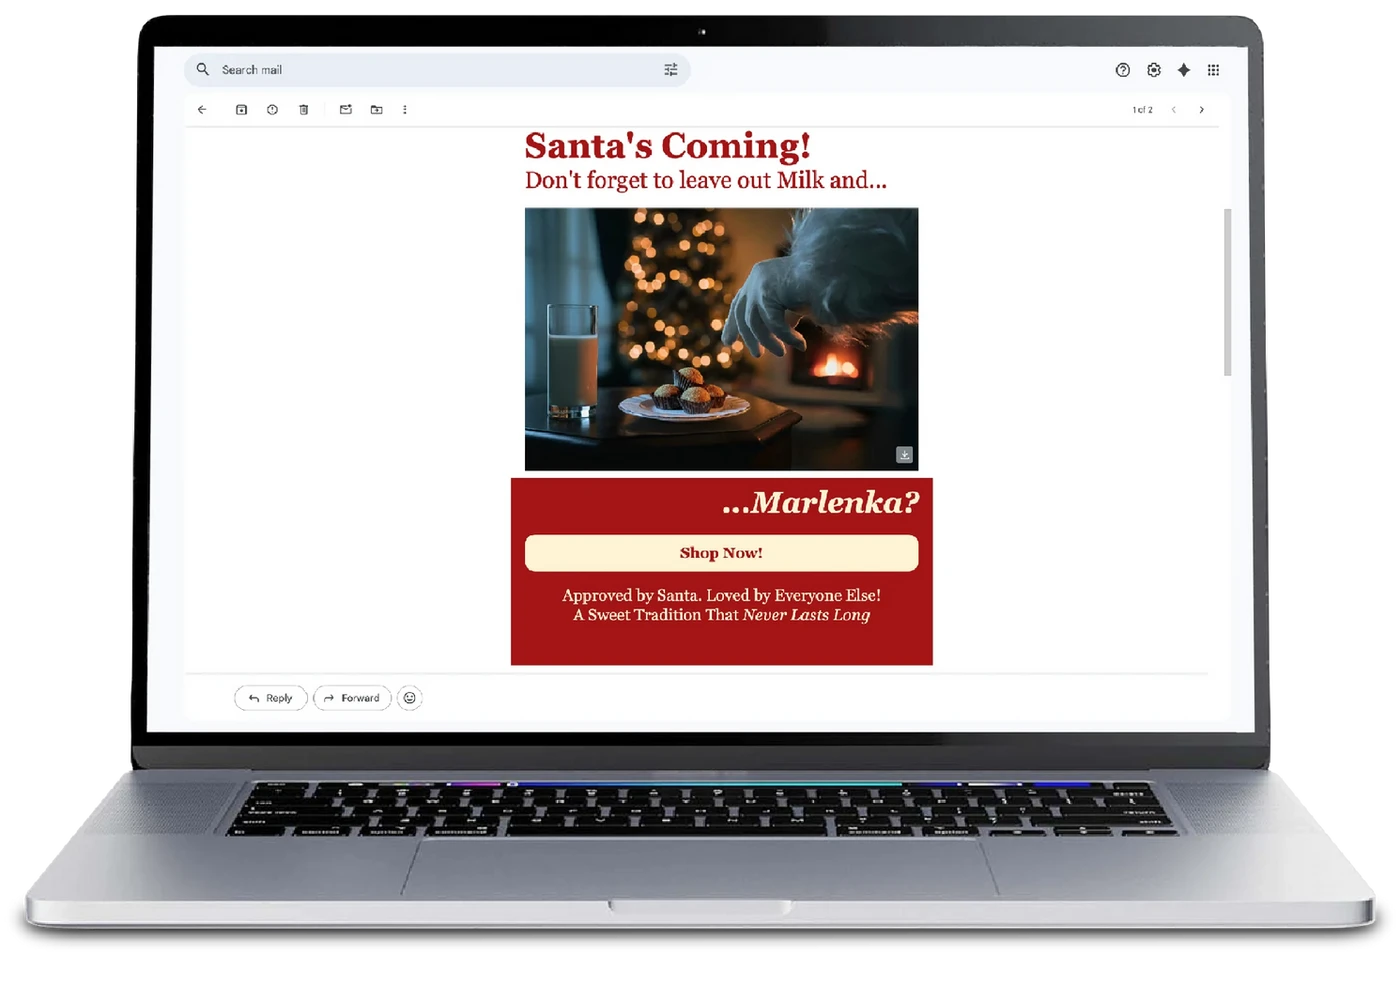 Search mail
1 of 2
Santa's Coming!
Don't forget to leave out Milk and...
...Marlenka?
Shop Now!
Approved by Santa. Loved by Everyone Else!
A Sweet Tradition That Never Lasts Long
Reply
Forward